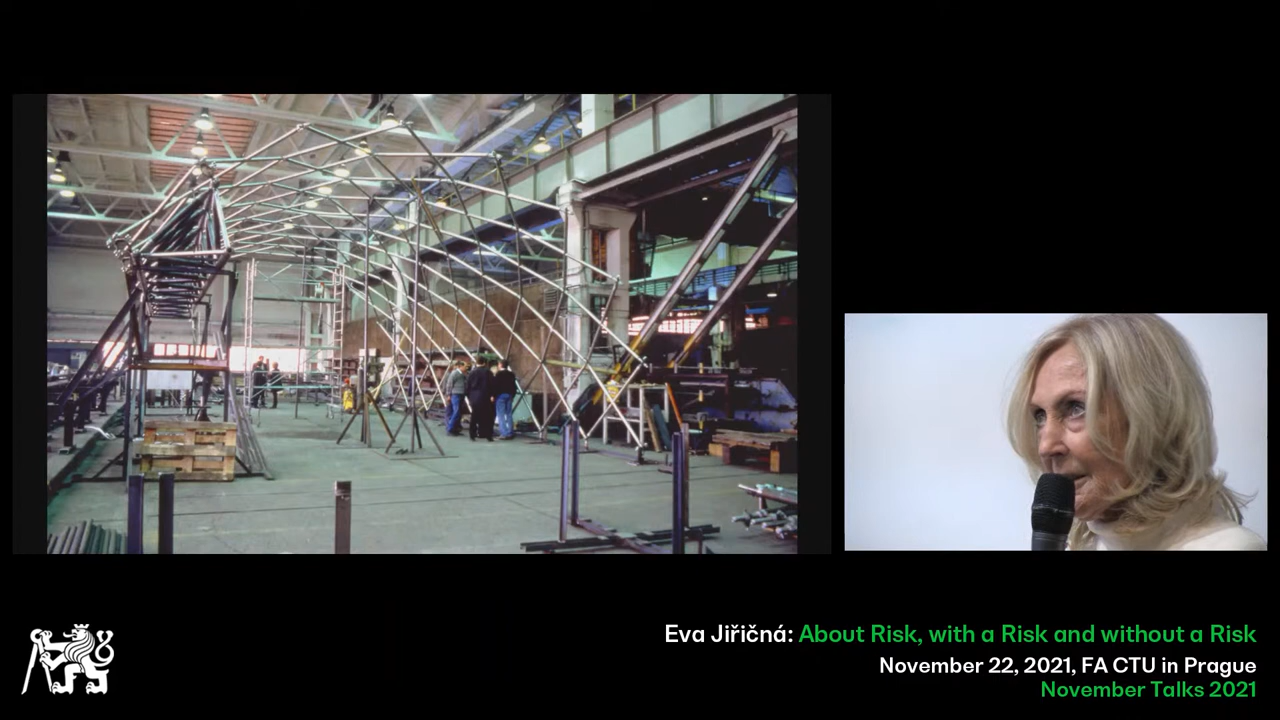 Eva Jiřičná: About Risk, with a Risk and without a Risk
November 22, 2021, FA CTU in Prague
November Talks 2021